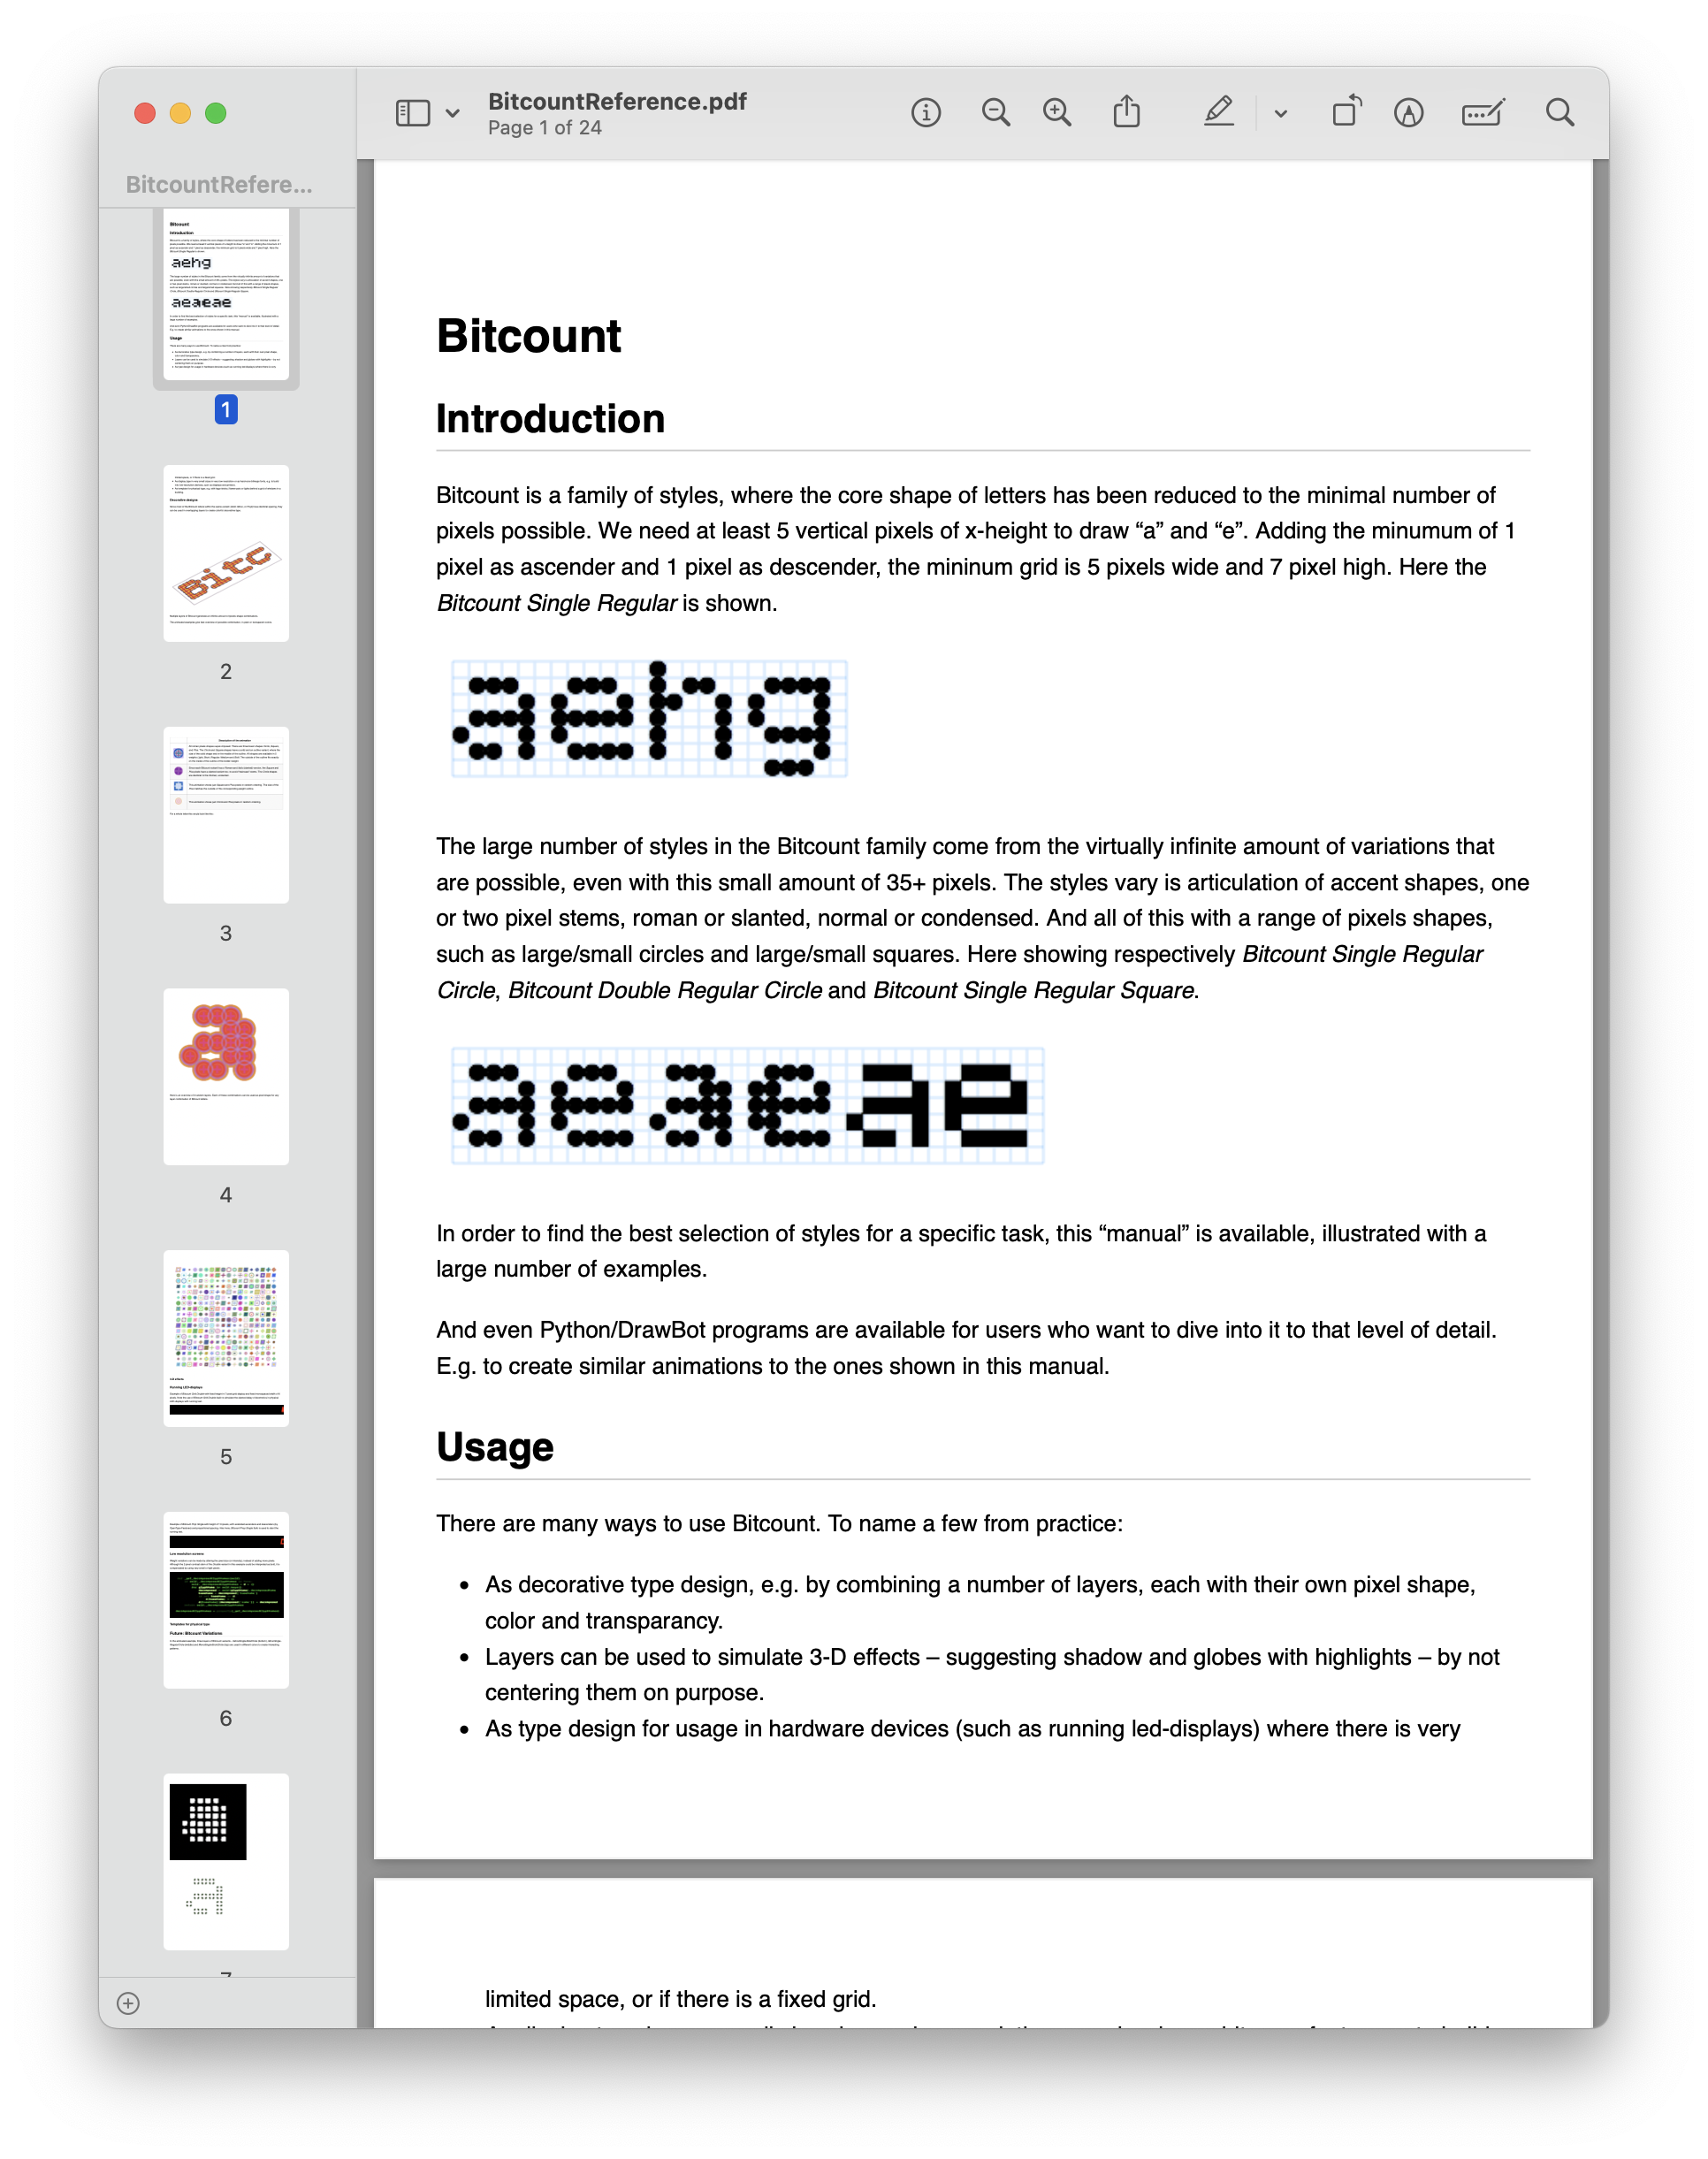 BitcountReference.pdf
Page 1 of 24
BitcountRefere...
1
2
3
4
5
6
7
Bitcount
Introduction
Bitcount is a family of styles, where the core shape of letters has been reduced to the minimal number of
pixels possible. We need at least 5 vertical pixels of x-height to draw “a” and “e”. Adding the minumum of 1
pixel as ascender and 1 pixel as descender, the mininum grid is 5 pixels wide and 7 pixel high. Here the
Bitcount Single Regular is shown.
aehg
The large number of styles in the Bitcount family come from the virtually infinite amount of variations that
are possible, even with this small amount of 35+ pixels. The styles vary is articulation of accent shapes, one
or two pixel stems, roman or slanted, normal or condensed. And all of this with a range of pixels shapes,
such as large/small circles and large/small squares. Here showing respectively Bitcount Single Regular
Circle, Bitcount Double Regular Circle and Bitcount Single Regular Square.
aeaeae
In order to find the best selection of styles for a specific task, this “manual” is available, illustrated with a
large number of examples.
And even Python/DrawBot programs are available for users who want to dive into it to that level of detail.
E.g. to create similar animations to the ones shown in this manual.
Usage
There are many ways to use Bitcount. To name a few from practice:
• As decorative type design, e.g. by combining a number of layers, each with their own pixel shape,
color and transparancy.
• Layers can be used to simulate 3-D effects – suggesting shadow and globes with highlights – by not
centering them on purpose.
• As type design for usage in hardware devices (such as running led-displays) where there is very
limited space, or if there is a fixed grid.